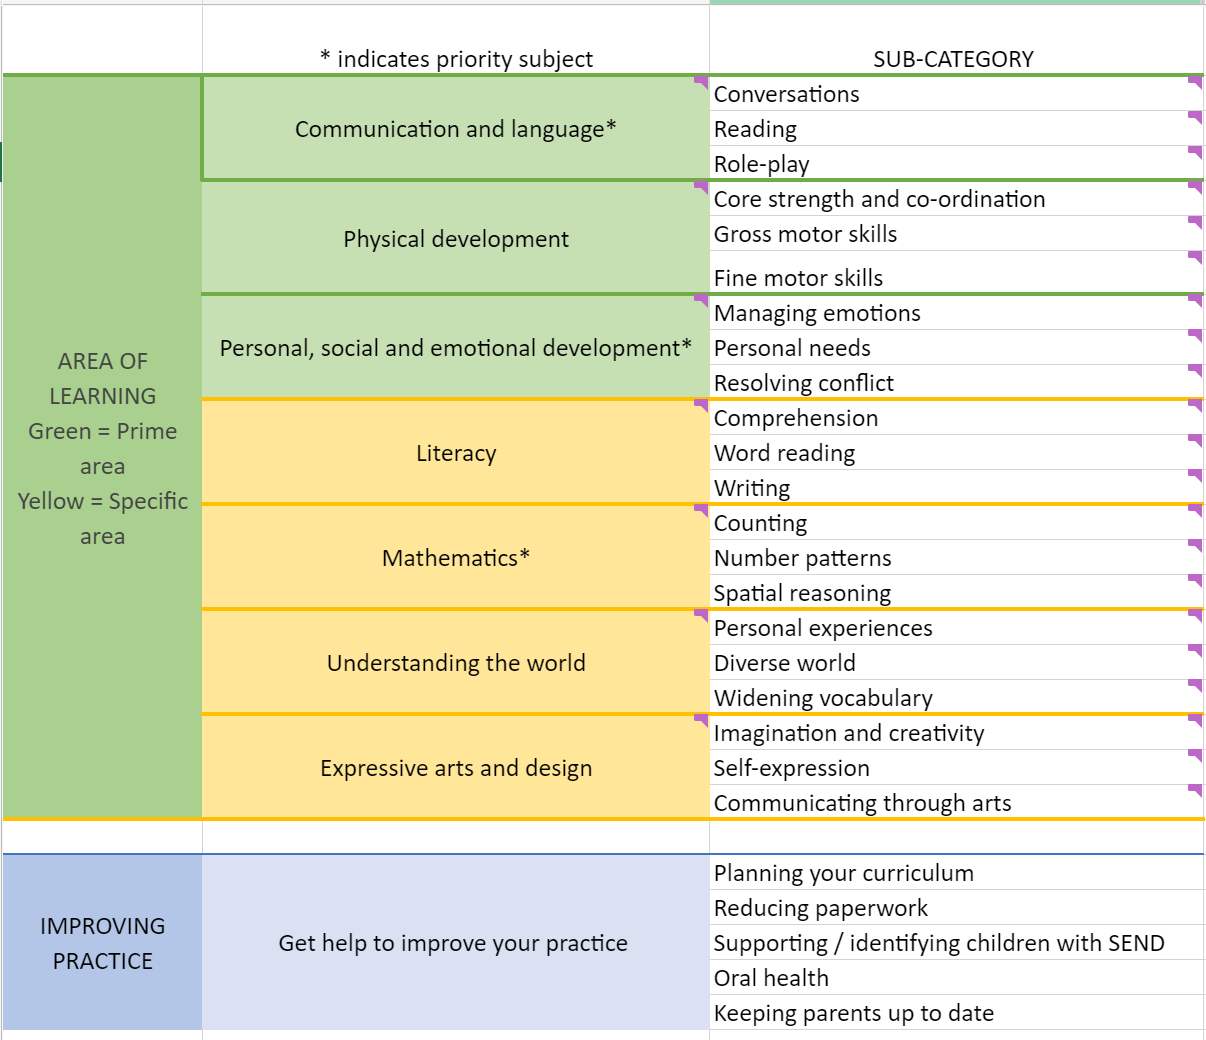 * indicates priority subject
SUB-CATEGORY
AREA OF
LEARNING
Green = Prime
area
Yellow = Specific
area
Communication and language*
Conversations
Reading
Role-play
Physical development
Core strength and co-ordination
Gross motor skills
Fine motor skills
Personal, social and emotional development*
Managing emotions
Personal needs
Resolving conflict
Literacy
Comprehension
Word reading
Writing
Mathematics*
Counting
Number patterns
Spatial reasoning
Understanding the world
Personal experiences
Diverse world
Widening vocabulary
Expressive arts and design
Imagination and creativity
Self-expression
Communicating through arts
IMPROVING
PRACTICE
Get help to improve your practice
Planning your curriculum
Reducing paperwork
Supporting / identifying children with SEND
Oral health
Keeping parents up to date